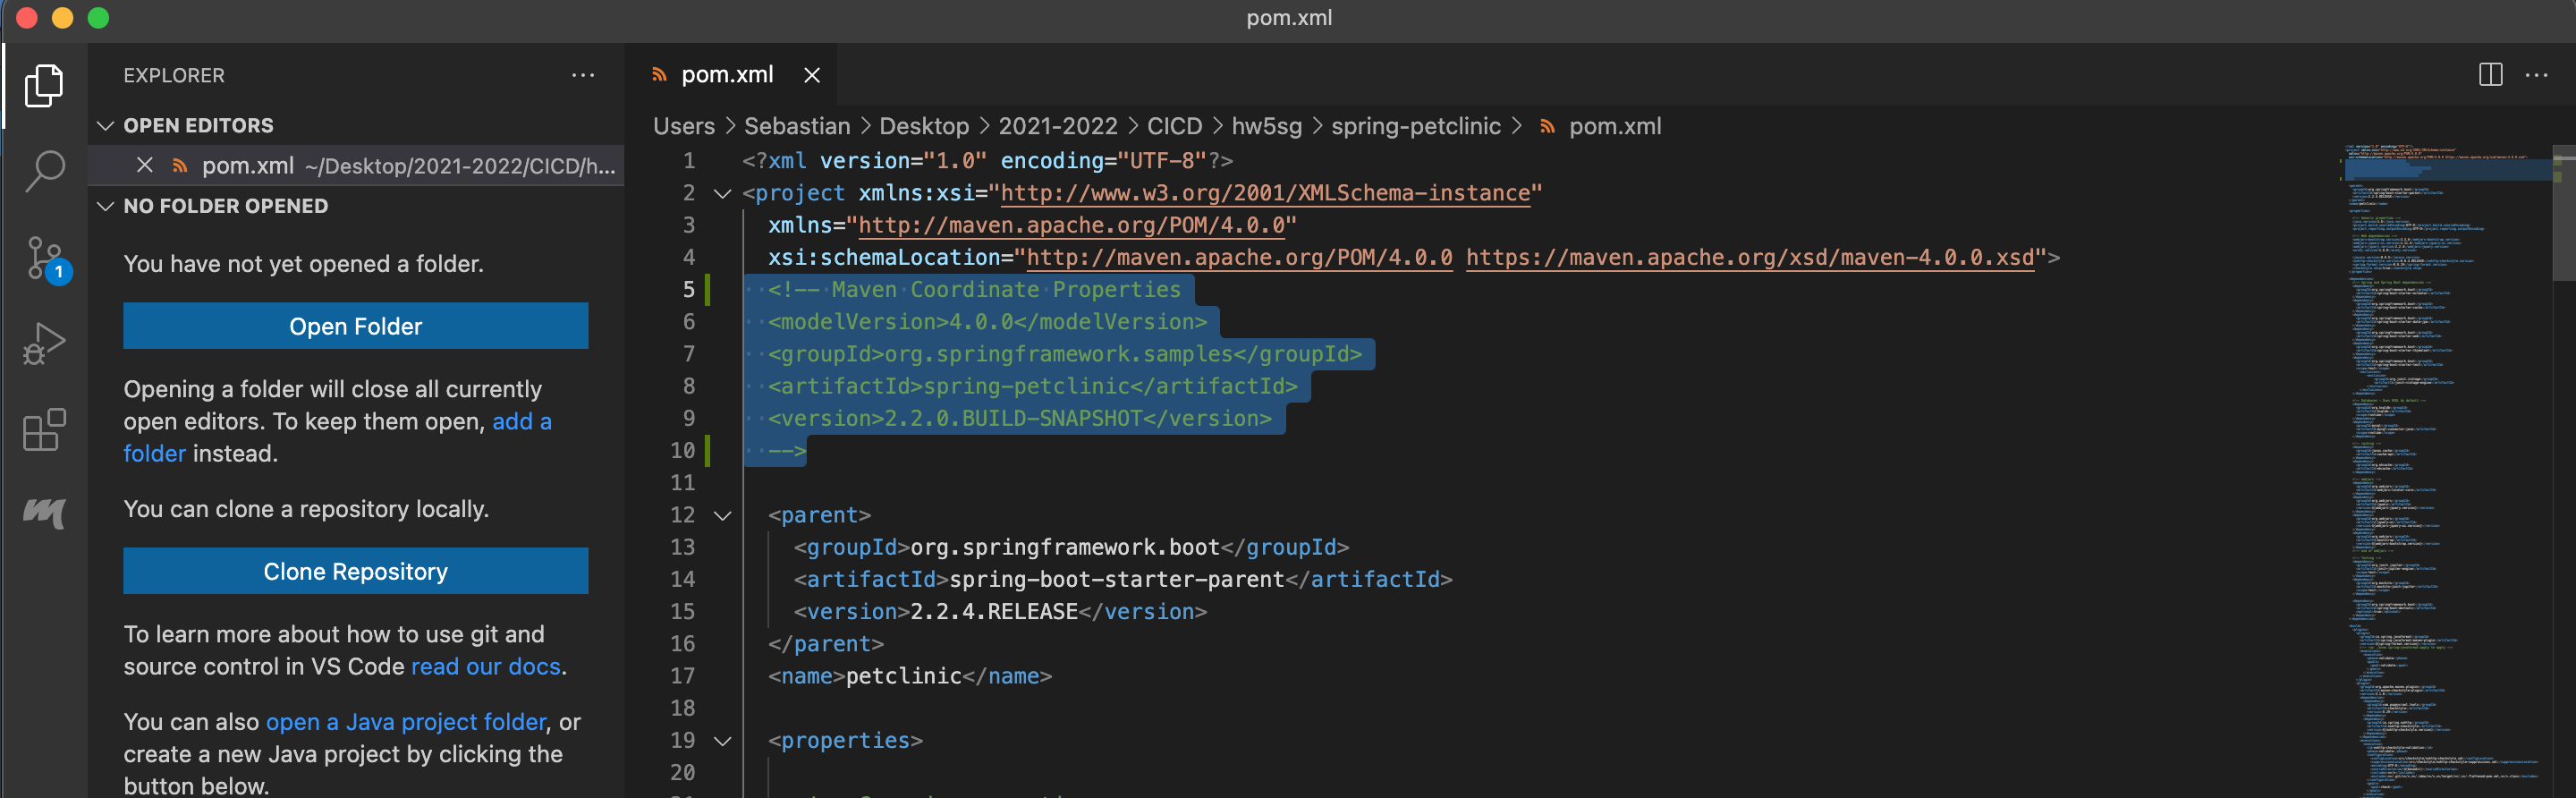 pom.xml
EXPLORER
OPEN EDITORS
pom.xml ~/Desktop/2021-2022/CICD/h...
NO FOLDER OPENED
You have not yet opened a folder.
Open Folder
Opening a folder will close all currently
open editors. To keep them open, add a
folder instead.
You can clone a repository locally.
Clone Repository
To learn more about how to use git and
source control in VS Code read our docs.
You can also open a Java project folder, or
create a new Java project by clicking the
button below.
1
pom.xml
Users > Sebastian > Desktop > 2021-2022 > CICD > hw5sg > spring-petclinic > pom.xml
1 <?xml version="1.0" encoding="UTF-8"?>
2 <project xmlns:xsi="http://www.w3.org/2001/XMLSchema-instance"
3 xmlns="http://maven.apache.org/POM/4.0.0"
4 xsi:schemaLocation="http://maven.apache.org/POM/4.0.0 https://maven.apache.org/xsd/maven-4.0.0.xsd">
5 <!-- Maven Coordinate Properties
6 <modelVersion>4.0.0</modelVersion>
7 <groupId>org.springframework.samples</groupId>
8 <artifactId>spring-petclinic</artifactId>
9 <version>2.2.0.BUILD-SNAPSHOT</version>
10 -->
11
12 <parent>
13 <groupId>org.springframework.boot</groupId>
14 <artifactId>spring-boot-starter-parent</artifactId>
15 <version>2.2.4.RELEASE</version>
16 </parent>
17 <name>petclinic</name>
18
19 <properties>
20